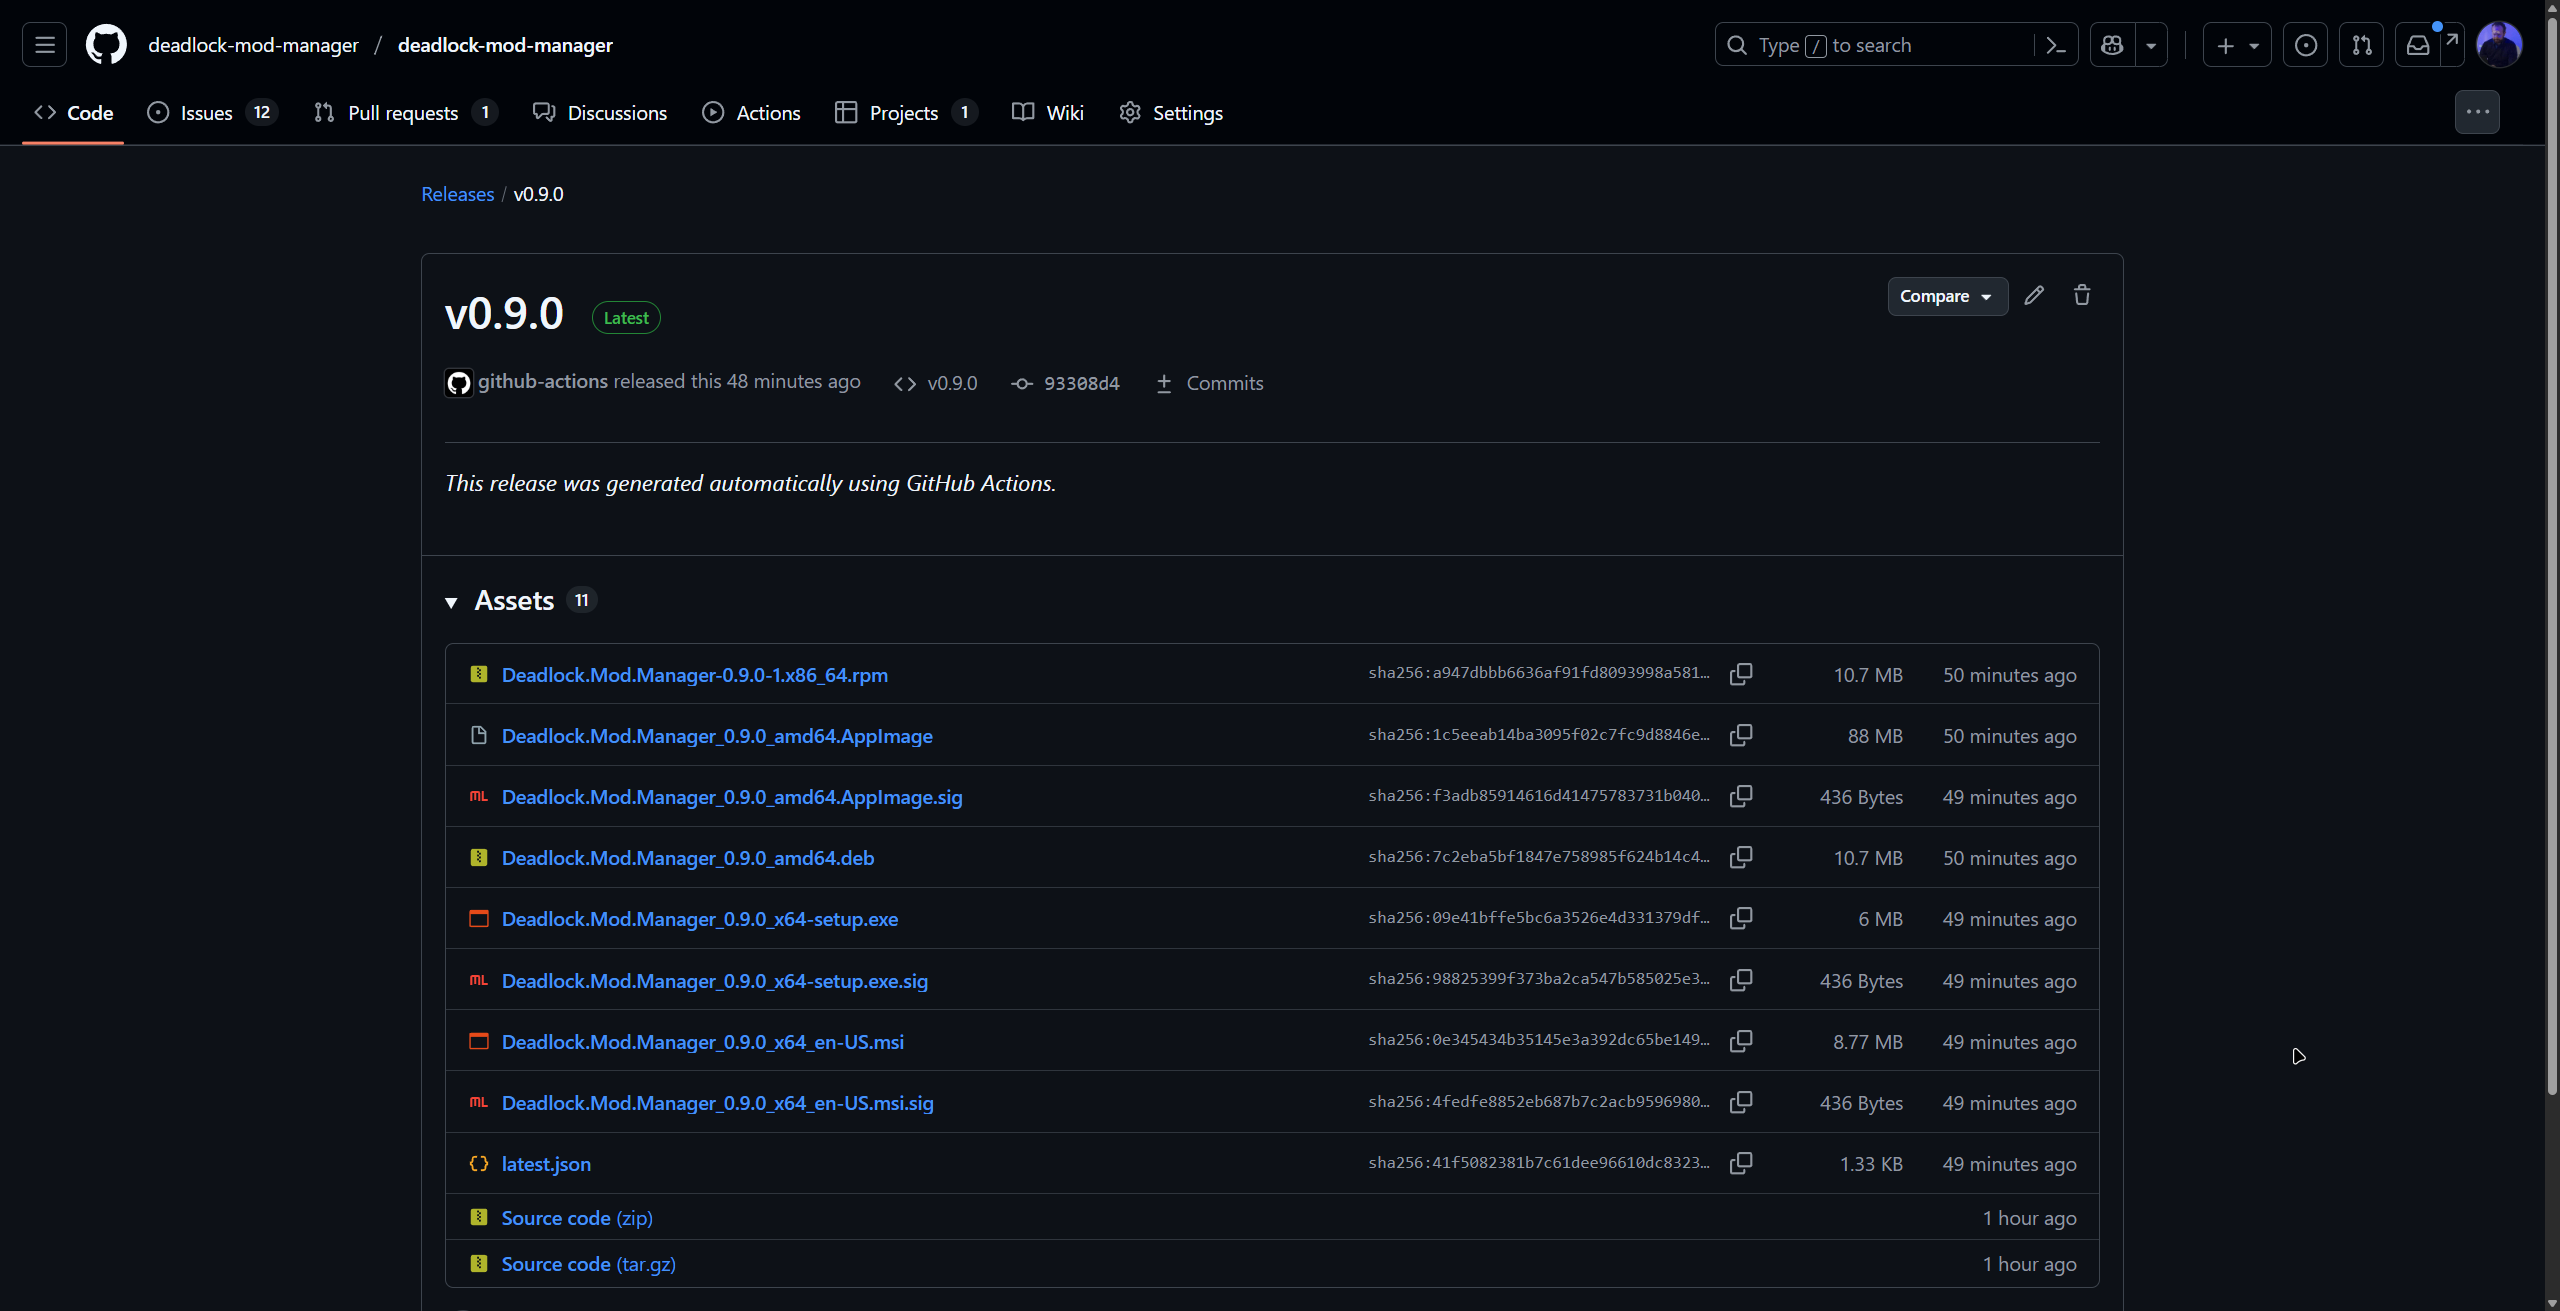 deadlock-mod-manager / deadlock-mod-manager
Type / to search
Code
Issues 12
Pull requests 1
Discussions
Actions
Projects 1
Wiki
Settings
Releases / v0.9.0
v0.9.0 Latest
Compare
github-actions released this 48 minutes ago v0.9.0 93308d4 Commits
This release was generated automatically using GitHub Actions.
Assets 11
Deadlock.Mod.Manager-0.9.0-1.x86_64.rpm sha256:a947dbbb6636af91fd8093998a581… 10.7 MB 50 minutes ago
Deadlock.Mod.Manager_0.9.0_amd64.AppImage sha256:1c5eeab14ba3095f02c7fc9d8846e… 88 MB 50 minutes ago
Deadlock.Mod.Manager_0.9.0_amd64.AppImage.sig sha256:f3adb85914616d41475783731b040… 436 Bytes 49 minutes ago
Deadlock.Mod.Manager_0.9.0_amd64.deb sha256:7c2eba5bf1847e758985f624b14c4… 10.7 MB 50 minutes ago
Deadlock.Mod.Manager_0.9.0_x64-setup.exe sha256:09e41bffe5bc6a3526e4d331379df… 6 MB 49 minutes ago
Deadlock.Mod.Manager_0.9.0_x64-setup.exe.sig sha256:98825399f373ba2ca547b585025e3… 436 Bytes 49 minutes ago
Deadlock.Mod.Manager_0.9.0_x64_en-US.msi sha256:0e345434b35145e3a392dc65be149… 8.77 MB 49 minutes ago
Deadlock.Mod.Manager_0.9.0_x64_en-US.msi.sig sha256:4fedfe8852eb687b7c2acb9596980… 436 Bytes 49 minutes ago
latest.json sha256:41f5082381b7c61dee96610dc8323… 1.33 KB 49 minutes ago
Source code (zip) 1 hour ago
Source code (tar.gz) 1 hour ago